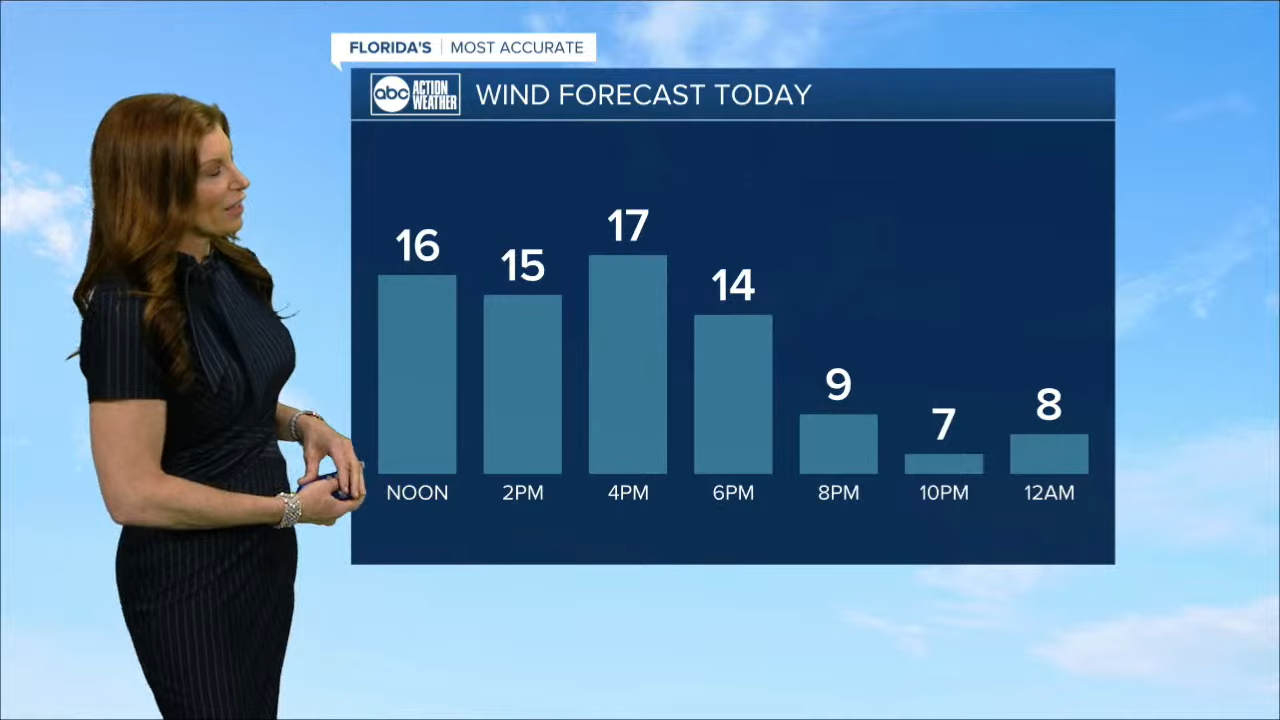 FLORIDA'S | MOST ACCURATE
abc ACTION WEATHER WIND FORECAST TODAY
16 15 17 14 9 7 8
NOON 2PM 4PM 6PM 8PM 10PM 12AM